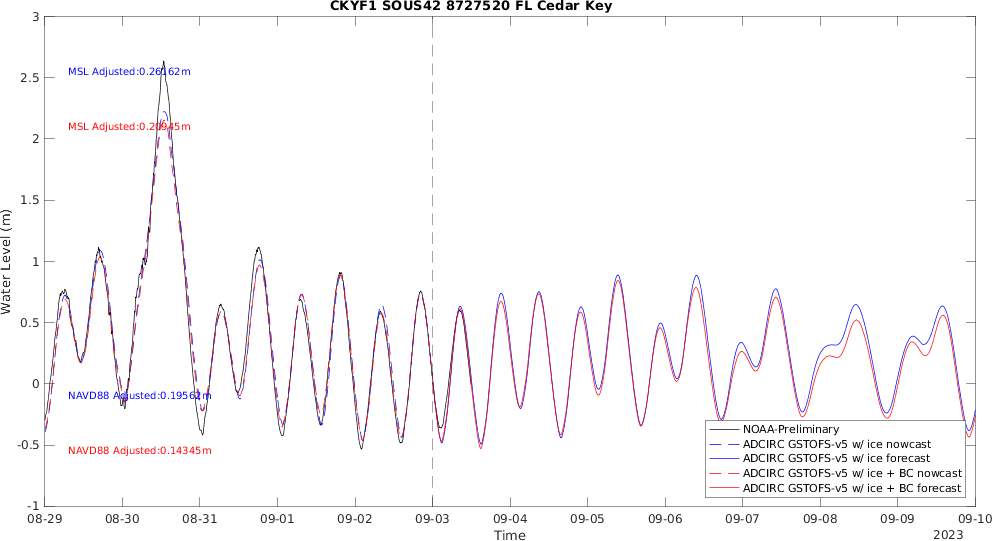 CKYF1 SOUS42 8727520 FL Cedar Key
3
2.5
2
1.5
1
0.5
0
-0.5
-1
Water Level (m)
MSL Adjusted:0.26162m
MSL Adjusted:0.20945m
NAVD88 Adjusted:0.19562m
NAVD88 Adjusted:0.14345m
NOAA-Preliminary
ADCIRC GSTOFS-v5 w/ ice nowcast
ADCIRC GSTOFS-v5 w/ ice forecast
ADCIRC GSTOFS-v5 w/ ice + BC nowcast
ADCIRC GSTOFS-v5 w/ ice + BC forecast
08-29 08-30 08-31 09-01 09-02 09-03 09-04 09-05 09-06 09-07 09-08 09-09 09-10
Time
2023